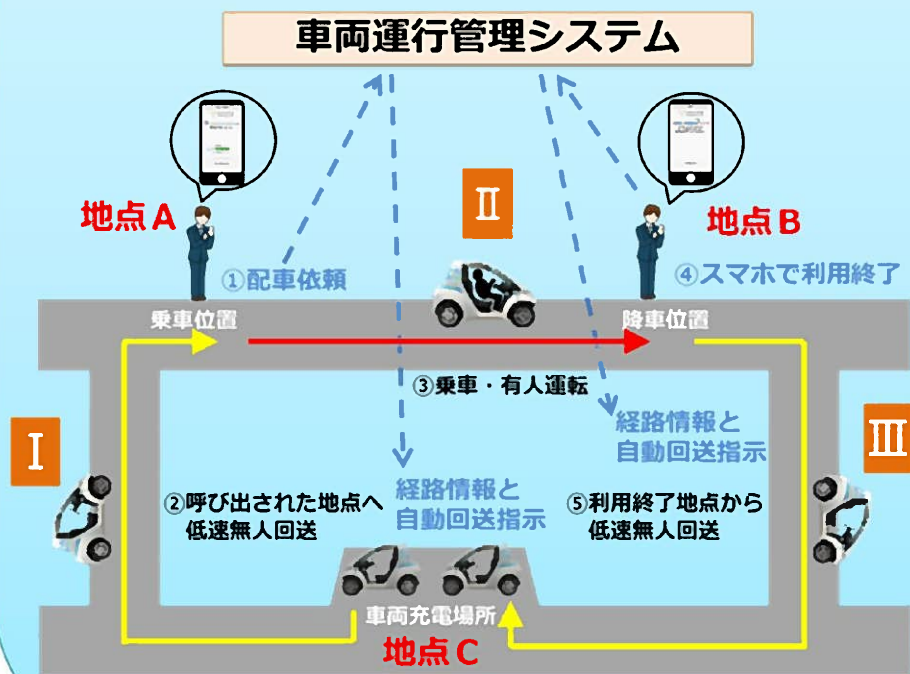 車両運行管理システム
地点A
Ⅱ
地点B
①配車依頼
④スマホで利用終了
乗車位置
降車位置
③乗車・有人運転
Ⅰ
Ⅲ
経路情報と
自動回送指示
②呼び出された地点へ
低速無人回送
経路情報と
自動回送指示
⑤利用終了地点から
低速無人回送
車両充電場所
地点C